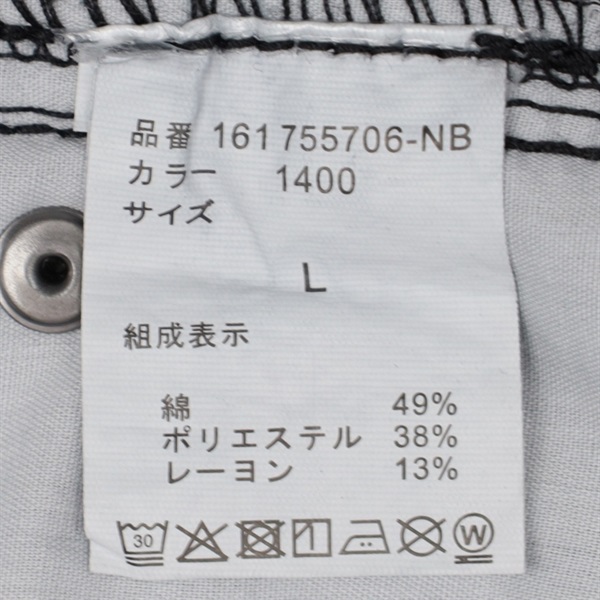 品番 161755706-NB
カラー 1400
サイズ
L
組成表示
綿 49%
ポリエステル 38%
レーヨン 13%
30 W